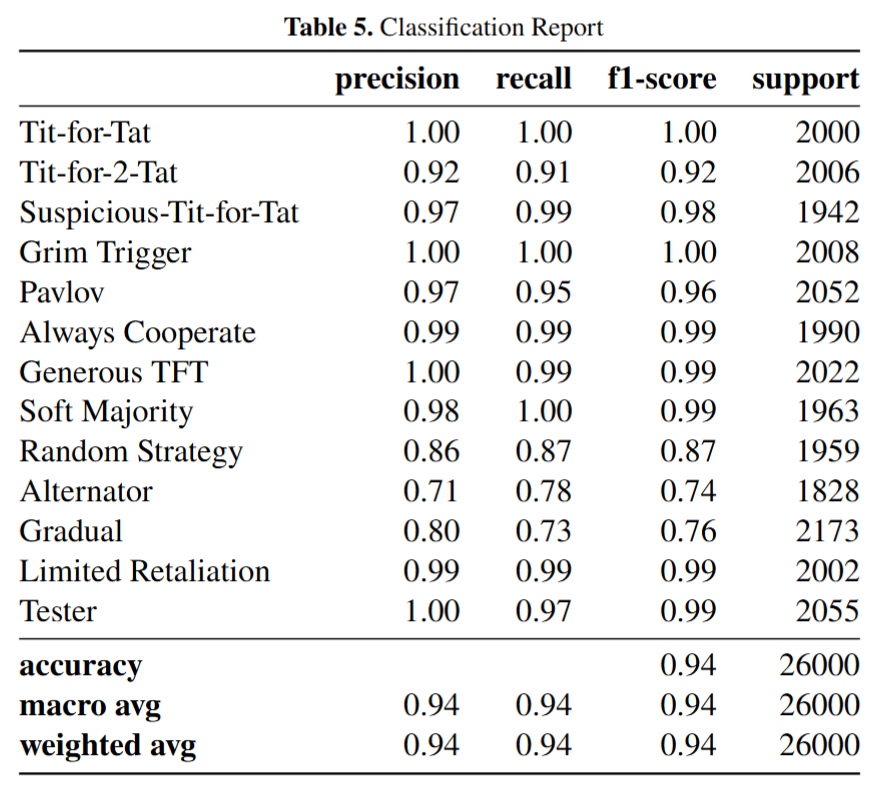 Table 5. Classification Report
precision recall f1-score support
Tit-for-Tat 1.00 1.00 1.00 2000
Tit-for-2-Tat 0.92 0.91 0.92 2006
Suspicious-Tit-for-Tat 0.97 0.99 0.98 1942
Grim Trigger 1.00 1.00 1.00 2008
Pavlov 0.97 0.95 0.96 2052
Always Cooperate 0.99 0.99 0.99 1990
Generous TFT 1.00 0.99 0.99 2022
Soft Majority 0.98 1.00 0.99 1963
Random Strategy 0.86 0.87 0.87 1959
Alternator 0.71 0.78 0.74 1828
Gradual 0.80 0.73 0.76 2173
Limited Retaliation 0.99 0.99 0.99 2002
Tester 1.00 0.97 0.99 2055
accuracy 0.94 26000
macro avg 0.94 0.94 0.94 26000
weighted avg 0.94 0.94 0.94 26000